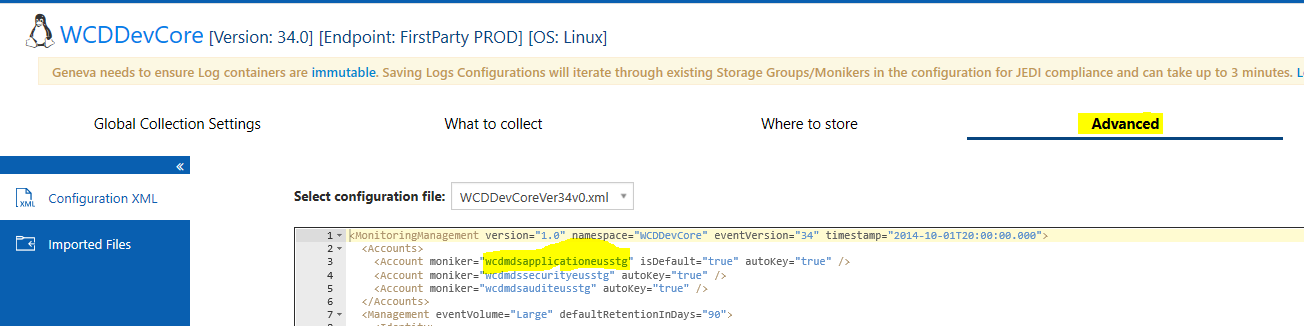 WCDDevCore [Version: 34.0] [Endpoint: FirstParty PROD] [OS: Linux]
Geneva needs to ensure Log containers are immutable. Saving Logs Configurations will iterate through existing Storage Groups/Monikers in the configuration for JEDI compliance and can take up to 3 minutes. L
Global Collection Settings What to collect Where to store Advanced
«
Configuration XML
Imported Files
Select configuration file: WCDDevCoreVer34v0.xml
1 <MonitoringManagement version="1.0" namespace="WCDDevCore" eventVersion="34" timestamp="2014-10-01T20:00:00.000">
2 <Accounts>
3 <Account moniker="wcdmdsapplicationeusstg" isDefault="true" autoKey="true" />
4 <Account moniker="wcdmdssecurityeusstg" autoKey="true" />
5 <Account moniker="wcdmdsauditeusstg" autoKey="true" />
6 </Accounts>
7 <Management eventVolume="Large" defaultRetentionInDays="90">
8 <Identity>